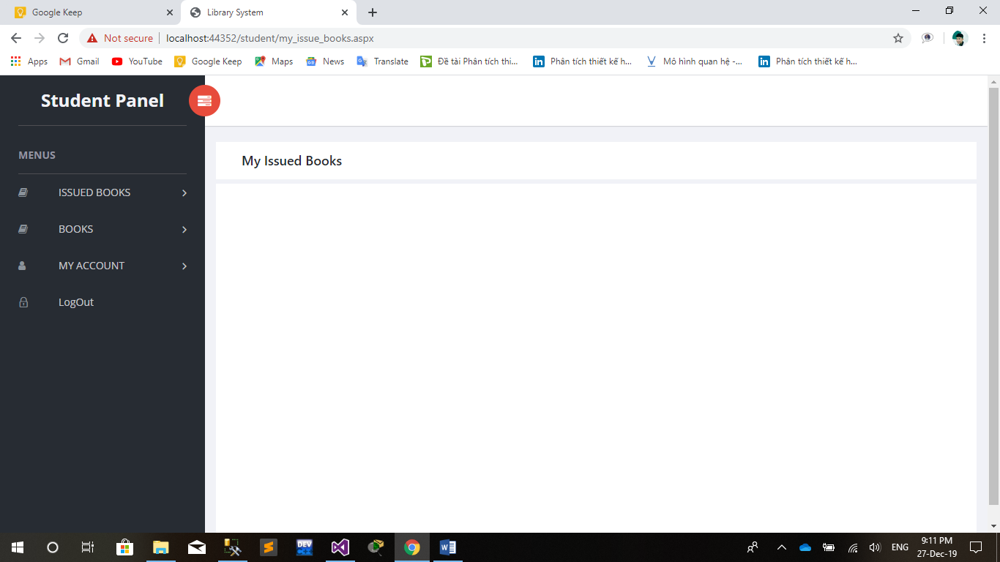 Google Keep
Library System
Not secure localhost:44352/student/my_issue_books.aspx
Apps Gmail YouTube Google Keep Maps News Translate Đề tài Phân tích thi... Phân tích thiết kế h... Mô hình quan hệ -... Phân tích thiết kế h...
Student Panel
MENUS
ISSUED BOOKS
BOOKS
MY ACCOUNT
LogOut
My Issued Books
DEV
ENG
9:11 PM
27-Dec-19